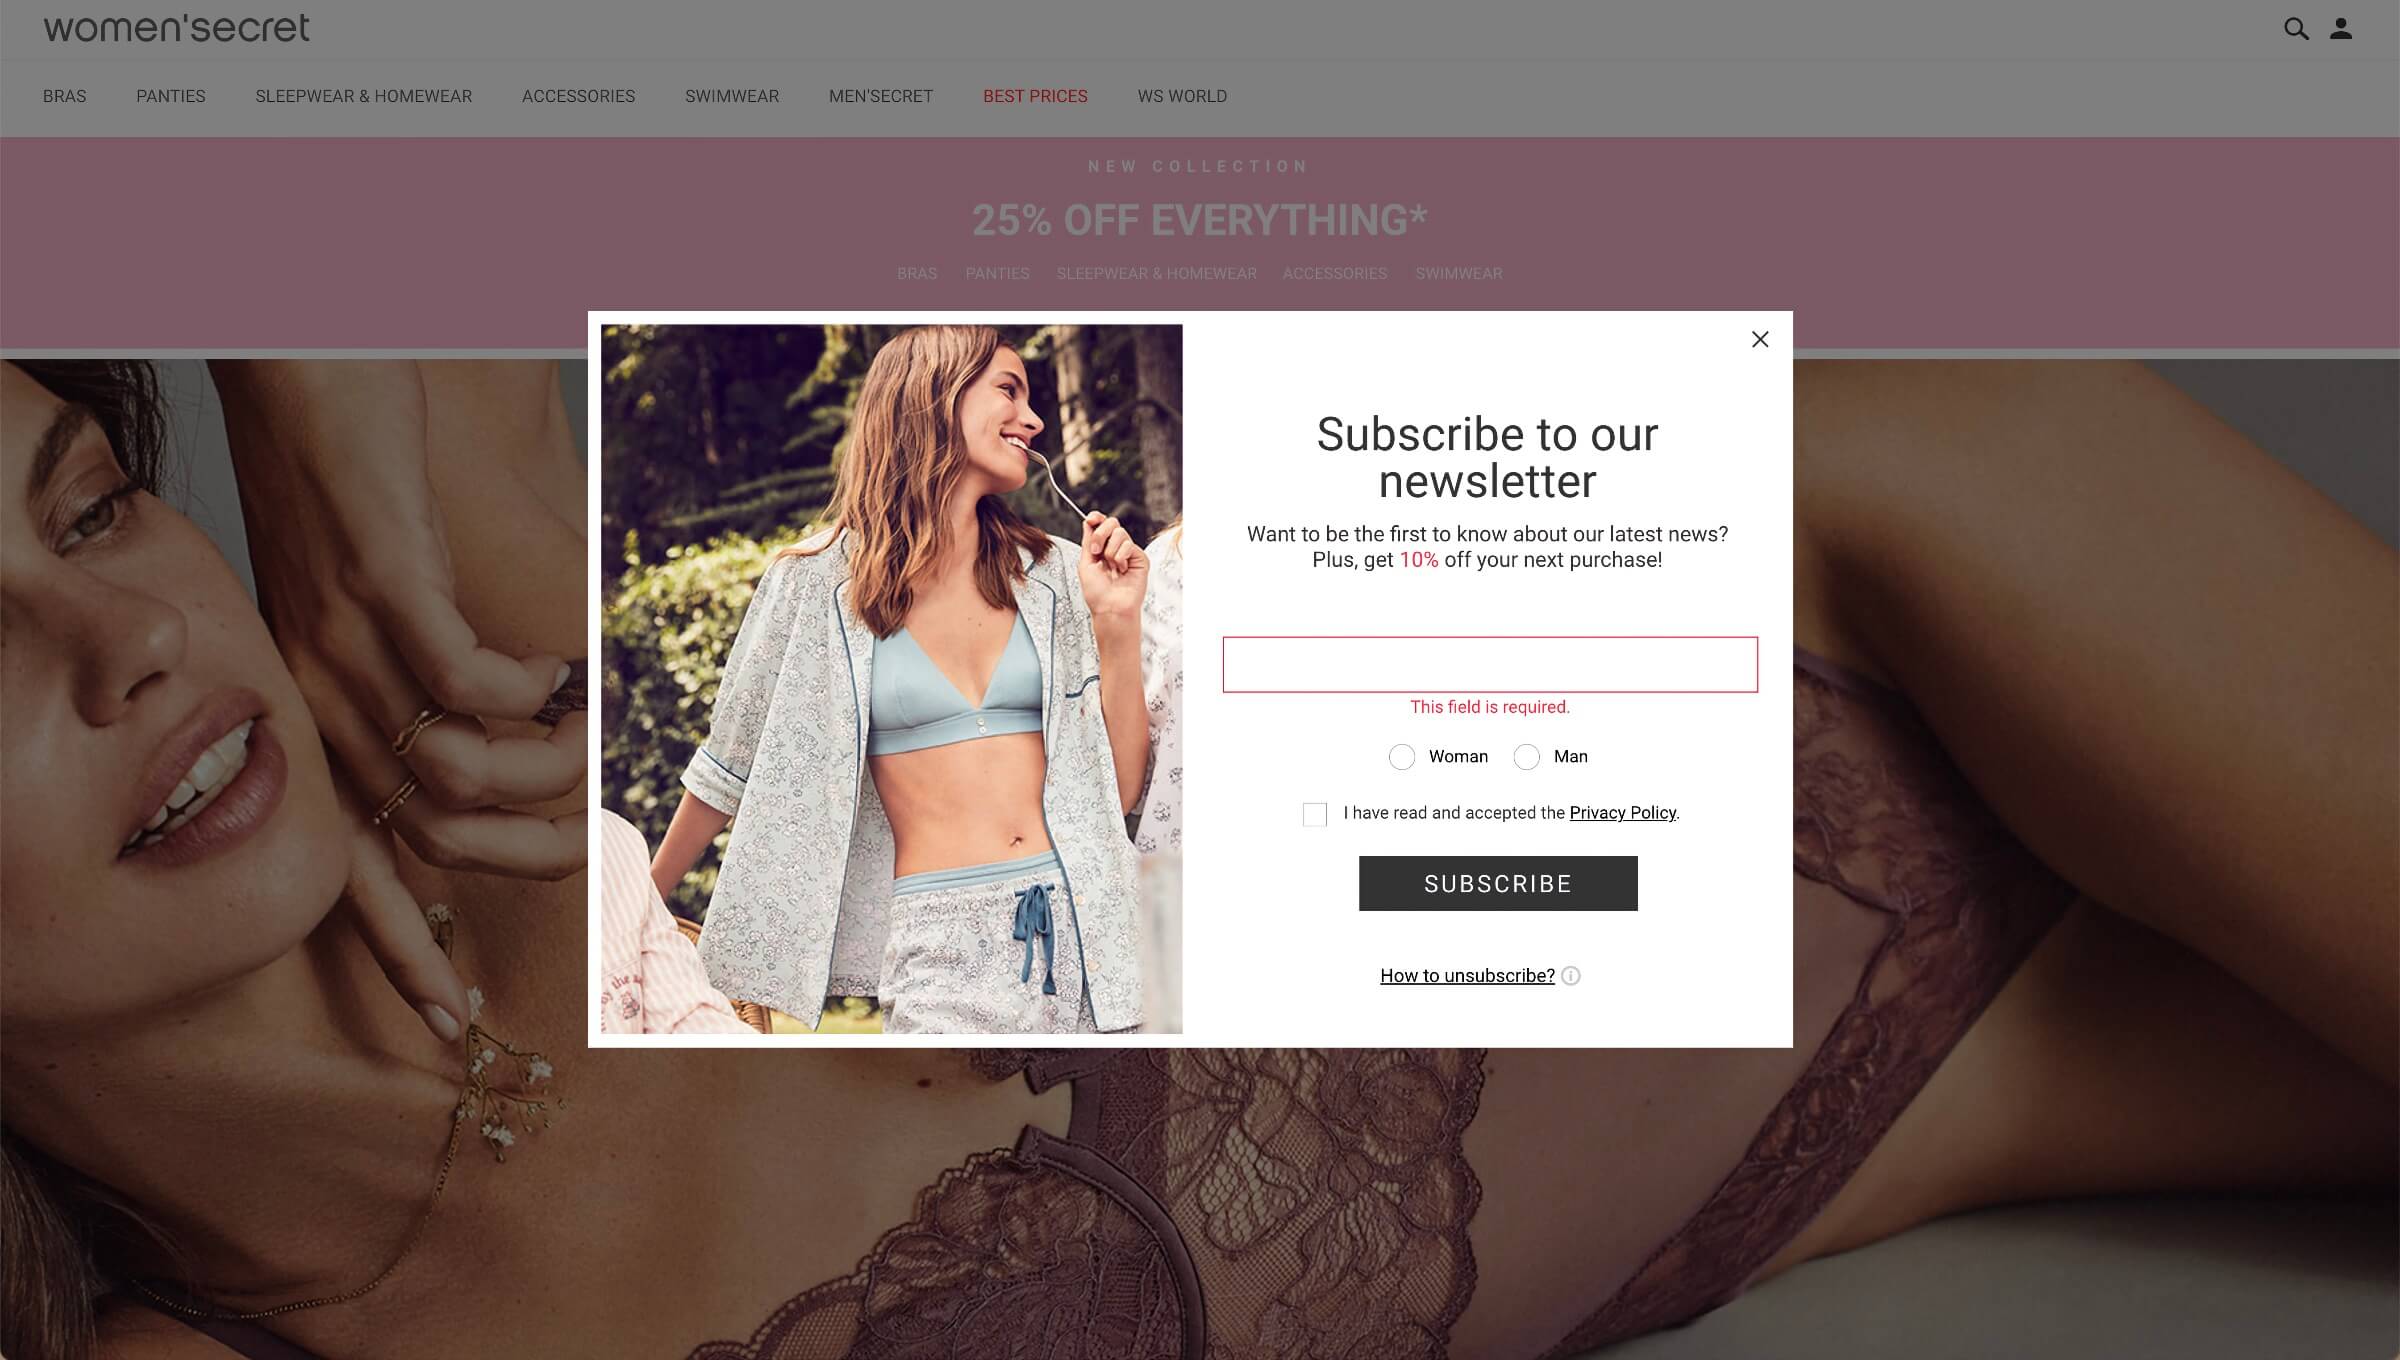 women'secret
BRAS PANTIES SLEEPWEAR & HOMEWEAR ACCESSORIES SWIMWEAR MEN'SECRET BEST PRICES WS WORLD
NEW COLLECTION
25% OFF EVERYTHING*
BRAS PANTIES SLEEPWEAR & HOMEWEAR ACCESSORIES SWIMWEAR
Subscribe to our
newsletter
Want to be the first to know about our latest news?
Plus, get 10% off your next purchase!
This field is required.
Woman Man
I have read and accepted the Privacy Policy.
SUBSCRIBE
How to unsubscribe?